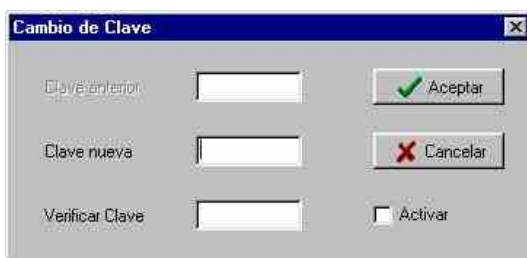 Cambio de Clave
Clave anterior
Aceptar
Clave nueva
Cancelar
Verificar Clave
Activar